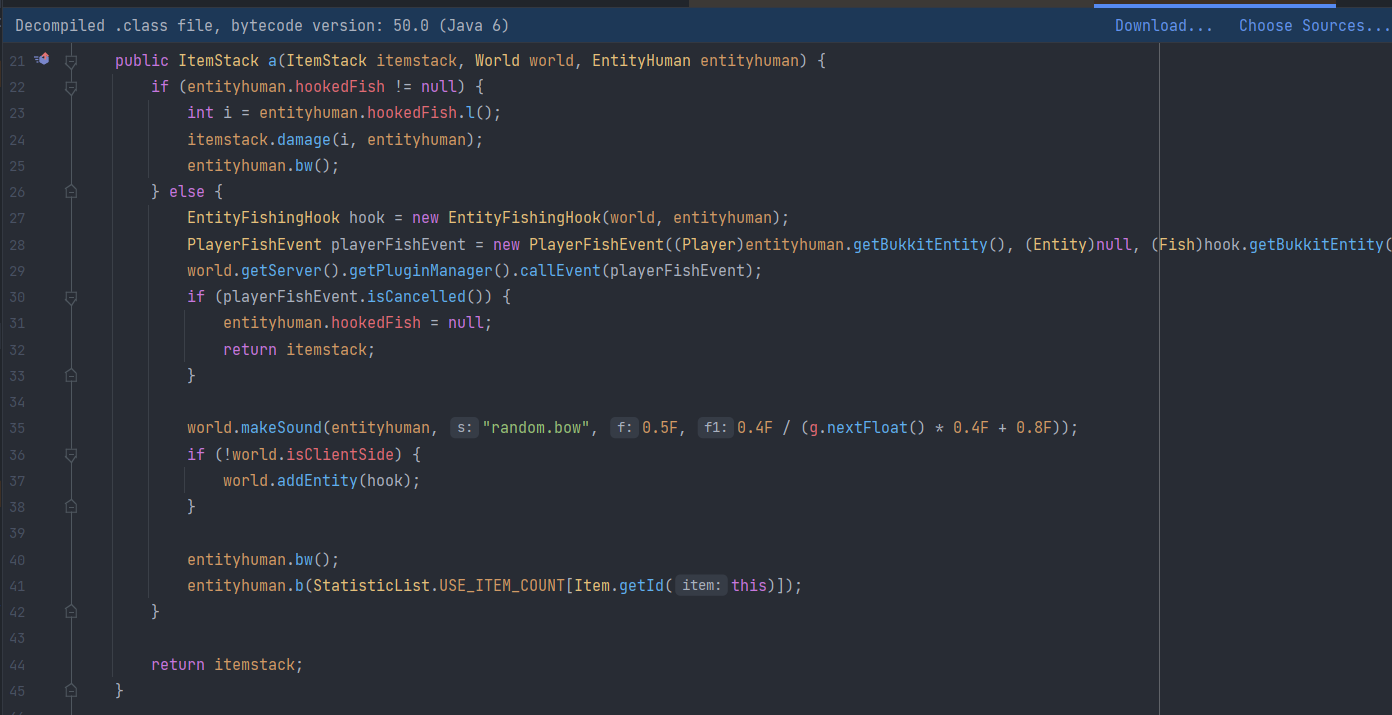 Decompiled .class file, bytecode version: 50.0 (Java 6) Download... Choose Sources...
21 public ItemStack a(ItemStack itemstack, World world, EntityHuman entityhuman) {
22 if (entityhuman.hookedFish != null) {
23 int i = entityhuman.hookedFish.l();
24 itemstack.damage(i, entityhuman);
25 entityhuman.bw();
26 } else {
27 EntityFishingHook hook = new EntityFishingHook(world, entityhuman);
28 PlayerFishEvent playerFishEvent = new PlayerFishEvent((Player)entityhuman.getBukkitEntity(), (Entity)null, (Fish)hook.getBukkitEntity(
29 world.getServer().getPluginManager().callEvent(playerFishEvent);
30 if (playerFishEvent.isCancelled()) {
31 entityhuman.hookedFish = null;
32 return itemstack;
33 }
34
35 world.makeSound(entityhuman, s: "random.bow", f: 0.5F, f1: 0.4F / (g.nextFloat() * 0.4F + 0.8F));
36 if (!world.isClientSide) {
37 world.addEntity(hook);
38 }
39
40 entityhuman.bw();
41 entityhuman.b(StatisticList.USE_ITEM_COUNT[Item.getId( item: this)]);
42 }
43
44 return itemstack;
45 }